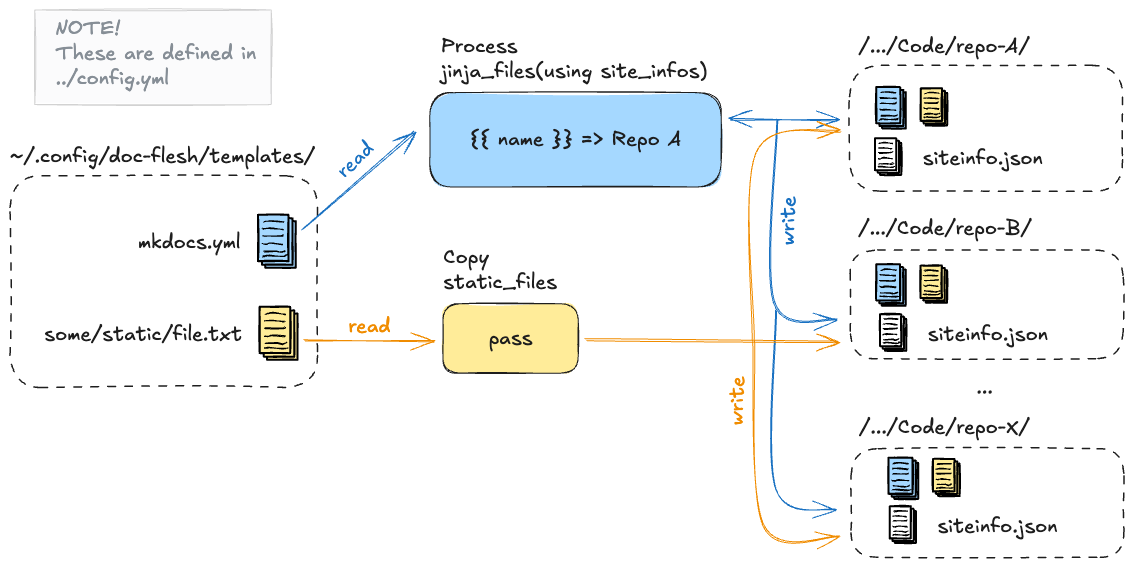 NOTE!
These are defined in
../config.yml
~/.config/doc-flesh/templates/
mkdocs.yml
some/static/file.txt
read
read
Process
jinja_files(using site_infos)
{{ name }} => Repo A
Copy
static_files
pass
write
write
/.../Code/repo-A/
siteinfo.json
/.../Code/repo-B/
siteinfo.json
...
/.../Code/repo-X/
siteinfo.json